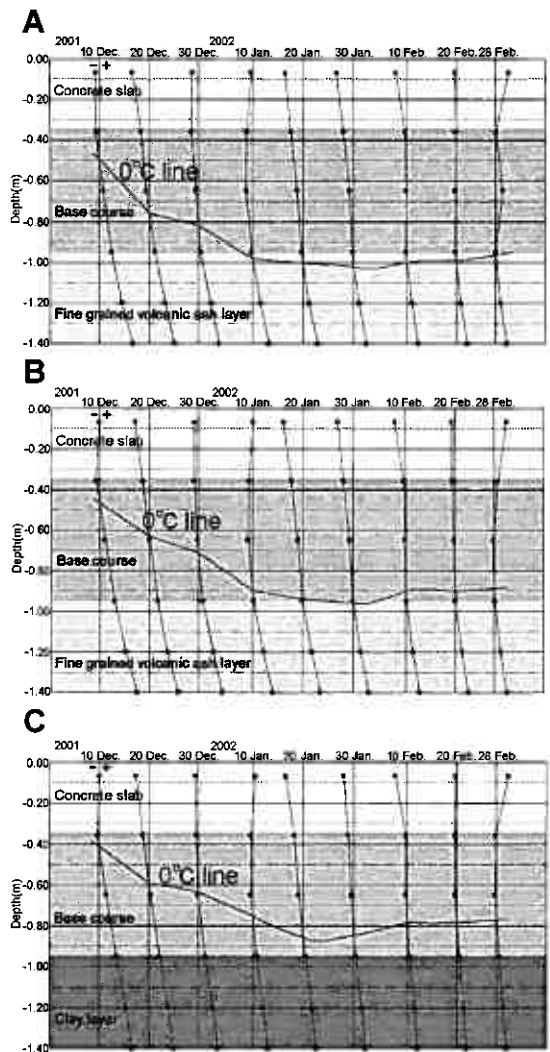 A
2001 2002
10 Dec. 20 Dec. 30 Dec. 10 Jan. 20 Jan. 30 Jan. 10 Feb. 20 Feb. 28 Feb.
- +
0.00
Concrete slab
-0.20
-0.40
0°C line
-0.60
Depth(m)
Base course
-0.80
-1.00
-1.20
Fine grained volcanic ash layer
-1.40
B
2001 2002
10 Dec. 20 Dec. 30 Dec. 10 Jan. 20 Jan. 30 Jan. 10 Feb. 20 Feb. 28 Feb.
0.00
- +
Concrete slab
-0.20
-0.40
0°C line
-0.60
Depth(m)
Base course
-0.80
-1.00
-1.20
Fine grained volcanic ash layer
-1.40
C
2001 2002
10 Dec. 20 Dec. 30 Dec. 10 Jan. 20 Jan. 30 Jan. 10 Feb. 20 Feb. 28 Feb.
0.00
- +
Concrete slab
-0.20
-0.40
0°C line
-0.60
Depth(m)
Base coarse
-0.80
-1.00
-1.20
Clay layer
-1.40